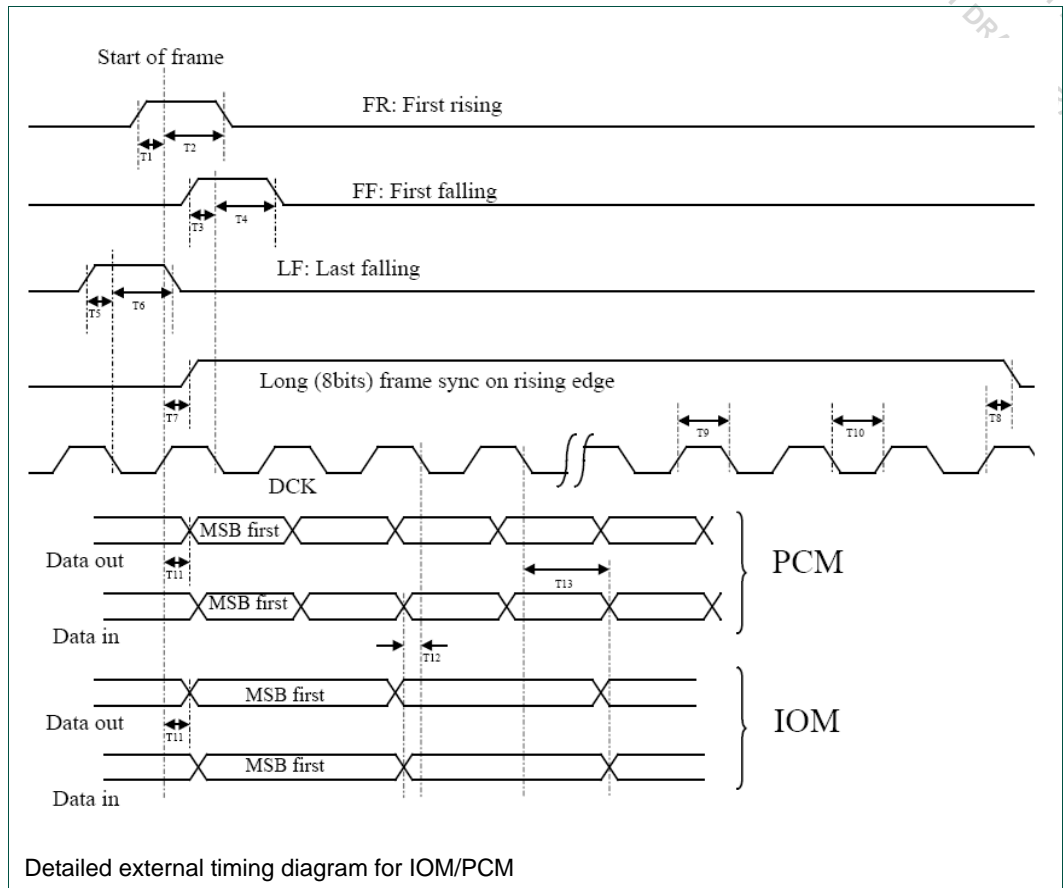 DRA
Start of frame
FR: First rising
T1
T2
FF: First falling
T3
T4
LF: Last falling
T5
T6
Long (8bits) frame sync on rising edge
T7
T8
T9
T10
DCK
MSB first
Data out
T11
PCM
T13
MSB first
Data in
T12
MSB first
Data out
T11
IOM
MSB first
Data in
Detailed external timing diagram for IOM/PCM